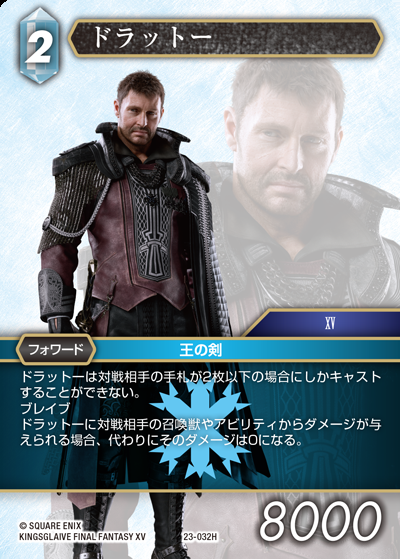 2
ドラットー
XV
フォワード
王の剣
ドラットーは対戦相手の手札が2枚以下の場合にしかキャスト
することができない。
ブレイブ
ドラットーに対戦相手の召喚獣やアビリティからダメージが与
えられる場合、代わりにそのダメージは0になる。
© SQUARE ENIX
KINGSGLAIVE FINAL FANTASY XV
23-032H
8000